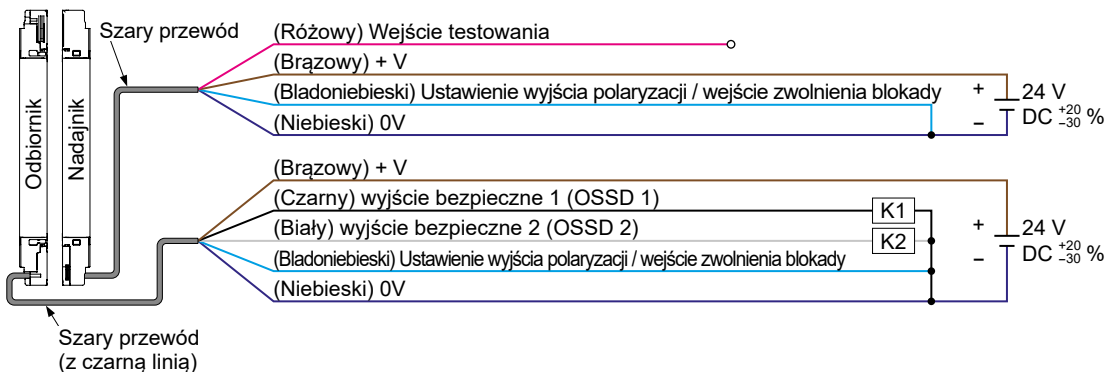 Szary przewód
Odbiornik
Nadajnik
(Różowy) Wejście testowania
(Brązowy) + V
(Bladoniebieski) Ustawienie wyjścia polaryzacji / wejście zwolnienia blokady
(Niebieski) 0V
+
−
24 V
DC +20 −30 %
(Brązowy) + V
(Czarny) wyjście bezpieczne 1 (OSSD 1)
K1
(Biały) wyjście bezpieczne 2 (OSSD 2)
K2
(Bladoniebieski) Ustawienie wyjścia polaryzacji / wejście zwolnienia blokady
(Niebieski) 0V
+
−
24 V
DC +20 −30 %
Szary przewód
(z czarną linią)